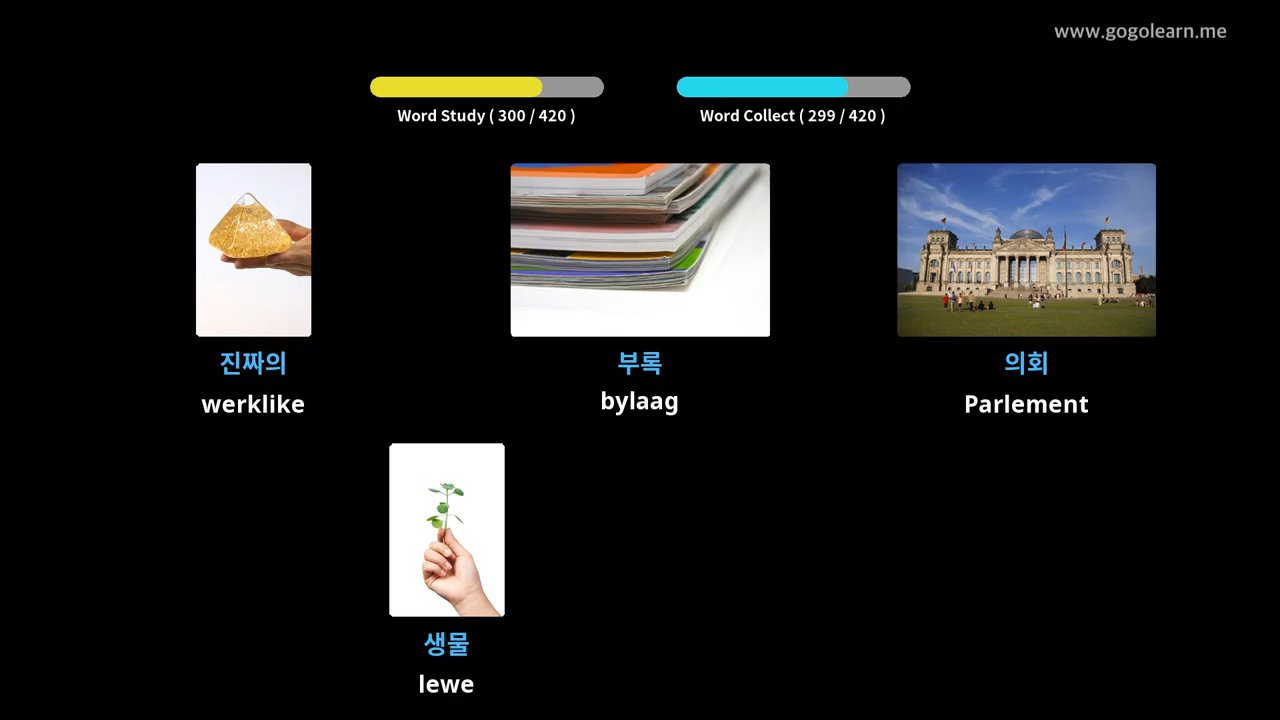 www.gogolearn.me
Word Study ( 300 / 420 )
Word Collect ( 299 / 420 )
진짜의
werklike
부록
bylaag
의회
Parlement
생물
lewe